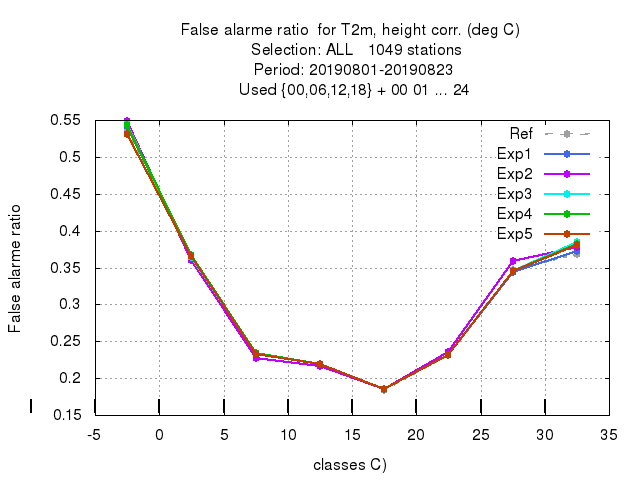 False alarme ratio  for T2m, height corr. (deg C)
Selection: ALL   1049 stations
Period: 20190801-20190823
Used {00,06,12,18} + 00 01 ... 24
False alarme ratio
0.55
0.5
0.45
0.4
0.35
0.3
0.25
0.2
0.15
Ref
Exp1
Exp2
Exp3
Exp4
Exp5
-5 0 5 10 15 20 25 30 35
classes C)